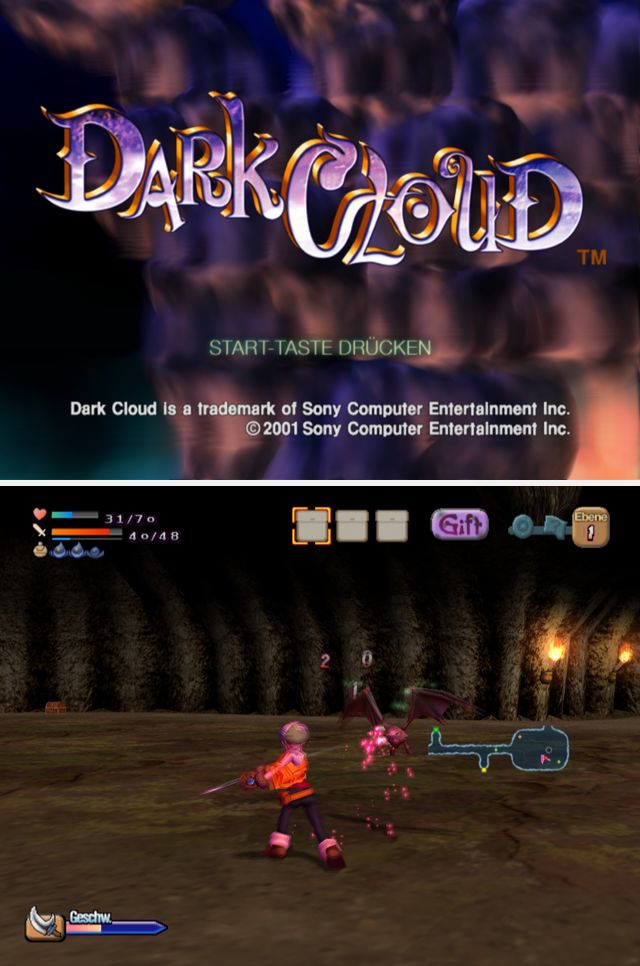 DARK CLOUD
TM
START-TASTE DRÜCKEN
Dark Cloud is a trademark of Sony Computer Entertainment Inc.
© 2001 Sony Computer Entertainment Inc.
31/70
40/48
Gift
Ebene
1
2 0
1
Geschw.